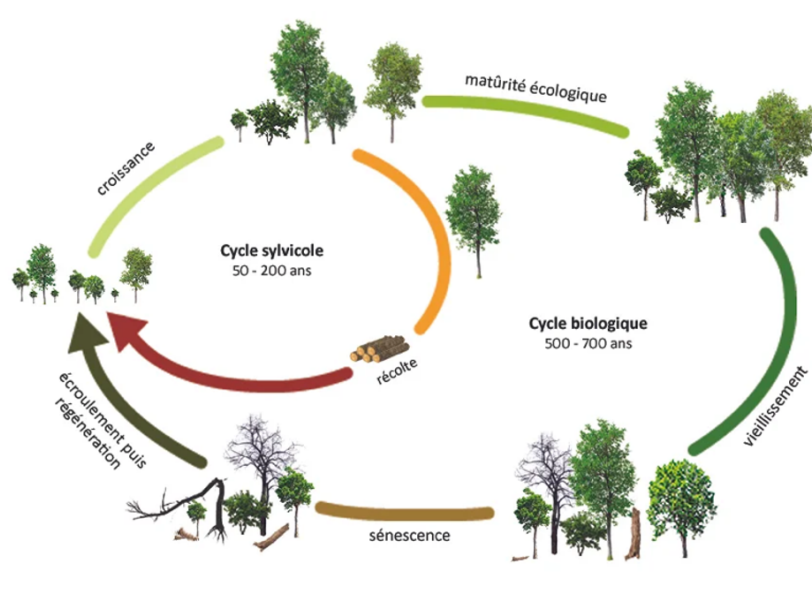 matûrité écologique
croissance
Cycle sylvicole
50 - 200 ans
Cycle biologique
500 - 700 ans
récolte
vieillissement
écroulement puis
régénération
sénescence